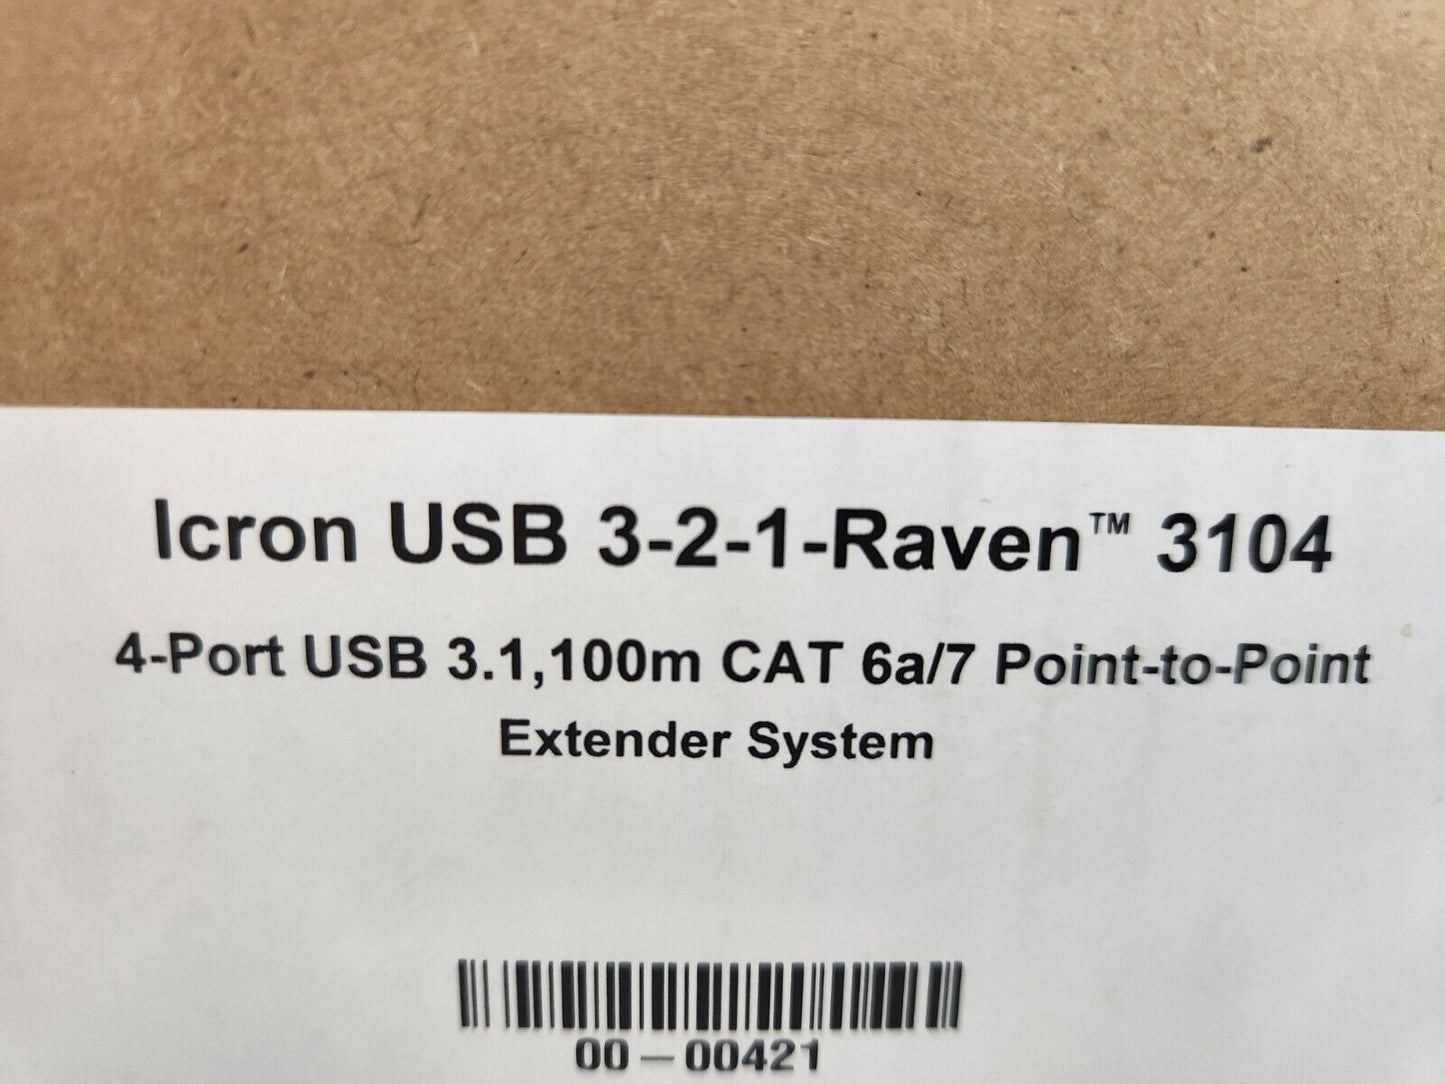 Icron USB 3-2-1-Raven™ 3104
4-Port USB 3.1,100m CAT 6a/7 Point-to-Point
Extender System
00-00421